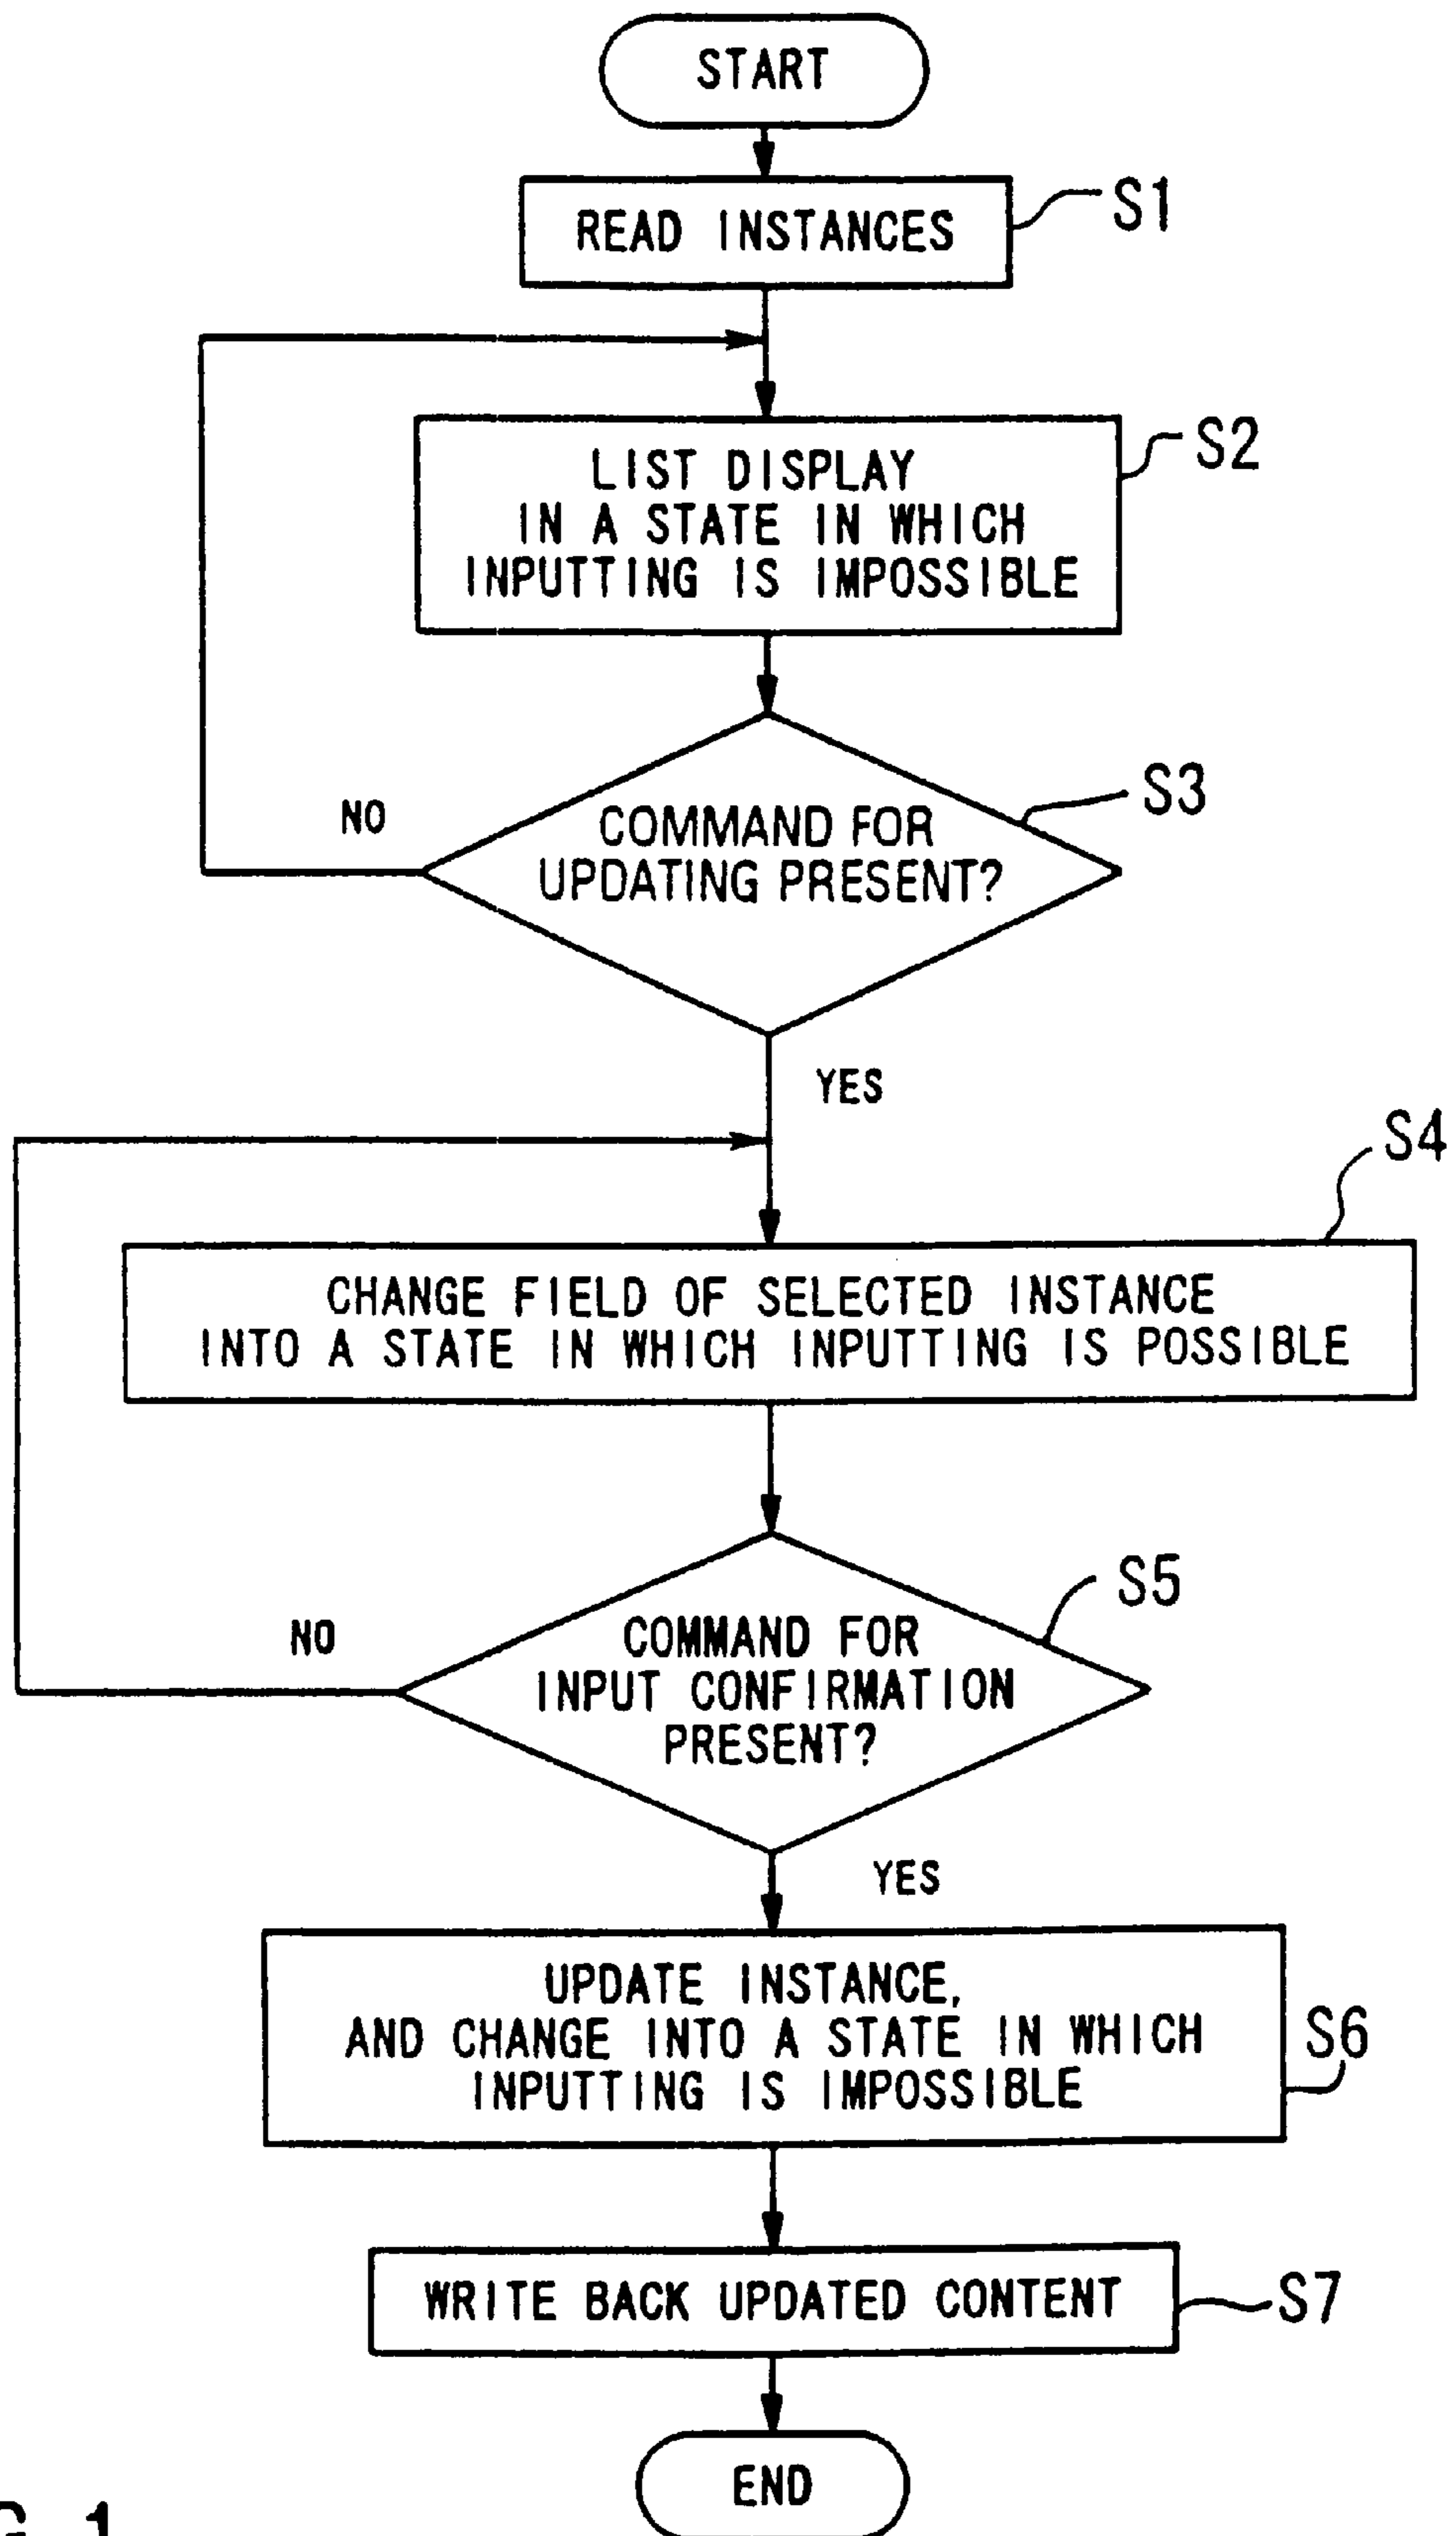 START
READ INSTANCES
S1
LIST DISPLAY
IN A STATE IN WHICH
INPUTTING IS IMPOSSIBLE
S2
COMMAND FOR
UPDATING PRESENT?
S3
NO
YES
S4
CHANGE FIELD OF SELECTED INSTANCE
INTO A STATE IN WHICH INPUTTING IS POSSIBLE
S5
NO
COMMAND FOR
INPUT CONFIRMATION
PRESENT?
YES
UPDATE INSTANCE,
AND CHANGE INTO A STATE IN WHICH
INPUTTING IS IMPOSSIBLE
S6
WRITE BACK UPDATED CONTENT
S7
END
G 1